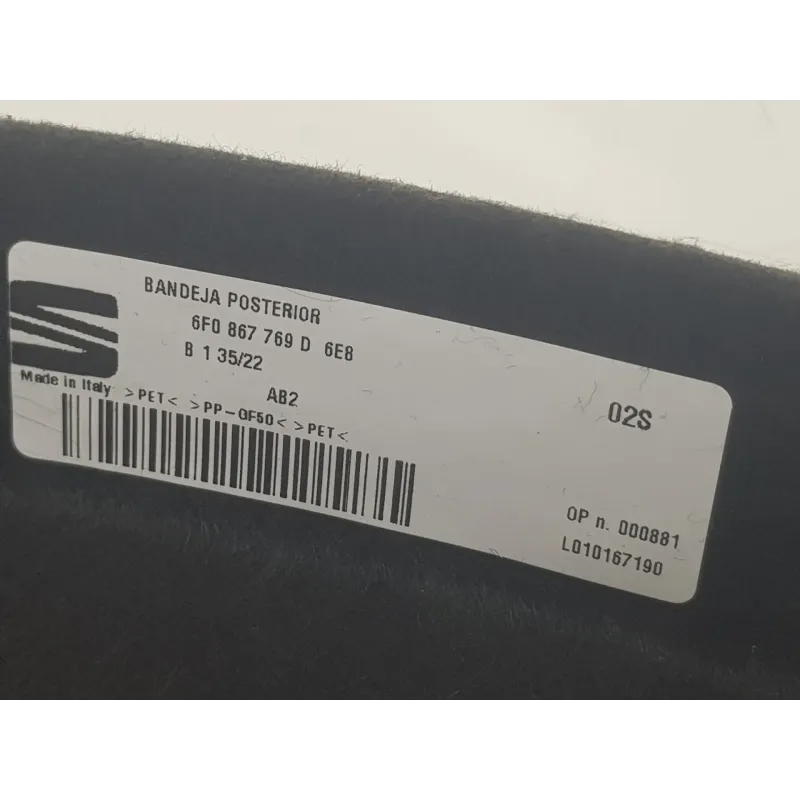 BANDEJA POSTERIOR
6F0 867 769 D 6E8
B 1 35/22
Made in Italy >PET< >PP-GF50< >PET<
AB2
02S
OP n. 000881
L010167190